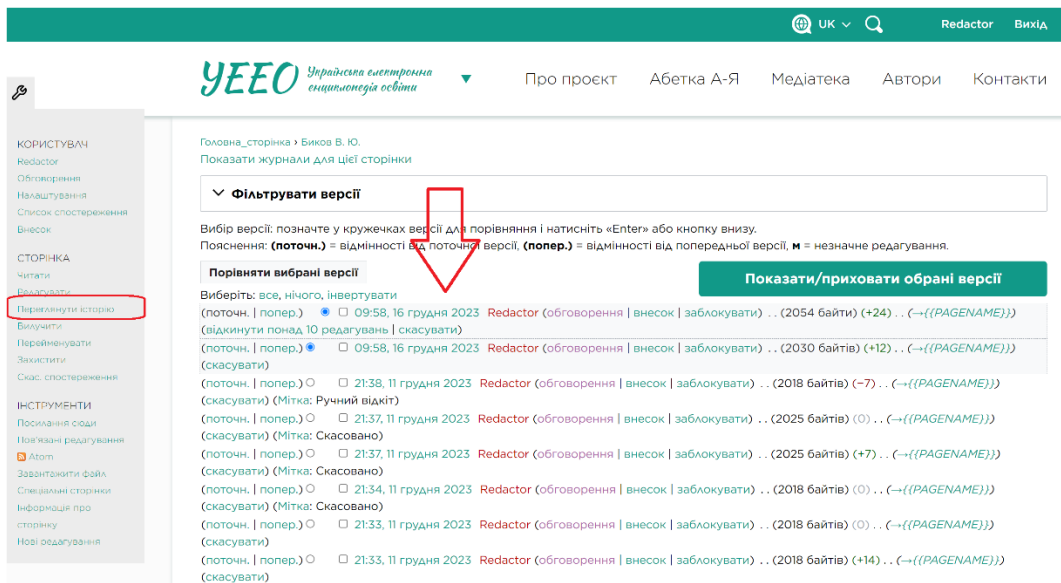 UK
Redactor Вихід
УЕЕО Українська електронна
енциклопедія освіти
Про проєкт Абетка А-Я Медіатека Автори Контакти
КОРИСТУВАЧ
Redactor
Обговорення
Налаштування
Список спостереження
Внесок
СТОРІНКА
Читати
Редагувати
Переглянути історію
Вилучити
Перейменувати
Захистити
Скас. спостереження
ІНСТРУМЕНТИ
Посилання сюди
Пов'язані редагування
Atom
Завантажити файл
Спеціальні сторінки
Інформація про
сторінку
Нові редагування
Головна_сторінка › Биков В. Ю.
Показати журнали для цієї сторінки
Фільтрувати версії
Вибір версії: позначте у кружечках версії для порівняння і натисніть «Enter» або кнопку внизу.
Пояснення: (поточн.) = відмінності від поточної версії, (попер.) = відмінності від попередньої версії, м = незначне редагування.
Порівняти вибрані версії
Показати/приховати обрані версії
Виберіть: все, нічого, інвертувати
(поточн. | попер.) 09:58, 16 грудня 2023 Redactor (обговорення | внесок | заблокувати) . . (2054 байти) (+24) . . (→{{PAGENAME}})
(відкинути понад 10 редагувань | скасувати)
(поточн. | попер.) 09:58, 16 грудня 2023 Redactor (обговорення | внесок | заблокувати) . . (2030 байтів) (+12) . . (→{{PAGENAME}})
(скасувати)
(поточн. | попер.) 21:38, 11 грудня 2023 Redactor (обговорення | внесок | заблокувати) . . (2018 байтів) (−7) . . (→{{PAGENAME}})
(скасувати) (Мітка: Ручний відкіт)
(поточн. | попер.) 21:37, 11 грудня 2023 Redactor (обговорення | внесок | заблокувати) . . (2025 байтів) (0) . . (→{{PAGENAME}})
(скасувати) (Мітка: Скасовано)
(поточн. | попер.) 21:37, 11 грудня 2023 Redactor (обговорення | внесок | заблокувати) . . (2025 байтів) (+7) . . (→{{PAGENAME}})
(скасувати) (Мітка: Скасовано)
(поточн. | попер.) 21:34, 11 грудня 2023 Redactor (обговорення | внесок | заблокувати) . . (2018 байтів) (0) . . (→{{PAGENAME}})
(скасувати) (Мітка: Скасовано)
(поточн. | попер.) 21:33, 11 грудня 2023 Redactor (обговорення | внесок | заблокувати) . . (2018 байтів) (0) . . (→{{PAGENAME}})
(скасувати)
(поточн. | попер.) 21:33, 11 грудня 2023 Redactor (обговорення | внесок | заблокувати) . . (2018 байтів) (+14) . . (→{{PAGENAME}})
(скасувати)